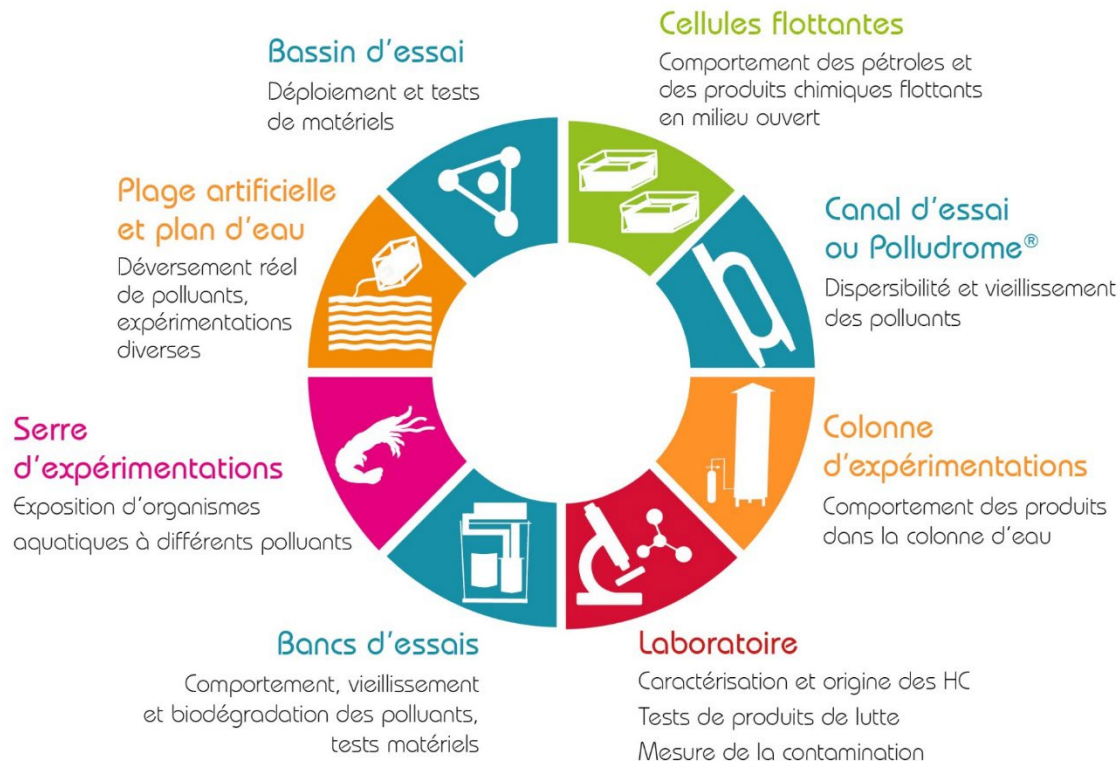 Bassin d'essai
Déploiement et tests
de matériels
Cellules flottantes
Comportement des pétroles et
des produits chimiques flottants
en milieu ouvert
Plage artificielle
et plan d'eau
Déversement réel
de polluants,
expérimentations
diverses
Canal d'essai
ou Polludrome®
Dispersibilité et vieillissement
des polluants
Serre
d'expérimentations
Exposition d'organismes
aquatiques à différents polluants
Colonne
d'expérimentations
Comportement des produits
dans la colonne d'eau
Bancs d'essais
Comportement, vieillissement
et biodégradation des polluants,
tests matériels
Laboratoire
Caractérisation et origine des HC
Tests de produits de lutte
Mesure de la contamination